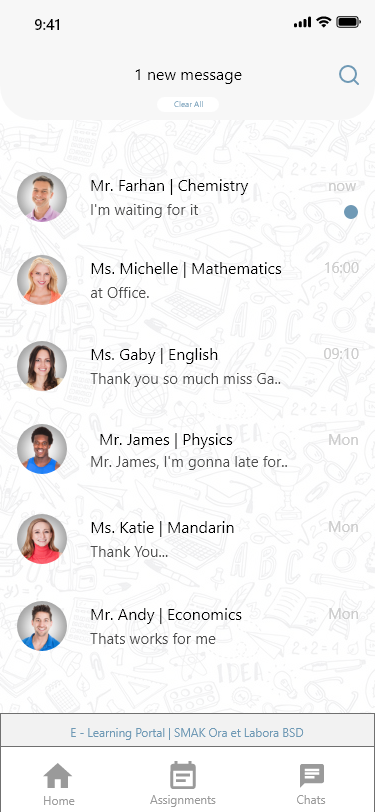 9:41
1 new message
Clear All
Mr. Farhan | Chemistry
now
I'm waiting for it
Ms. Michelle | Mathematics
16:00
at Office.
Ms. Gaby | English
09:10
Thank you so much miss Ga..
Mr. James | Physics
Mon
Mr. James, I'm gonna late for..
Ms. Katie | Mandarin
Mon
Thank You...
Mr. Andy | Economics
Mon
Thats works for me
E - Learning Portal | SMAK Ora et Labora BSD
Home
Assignments
Chats